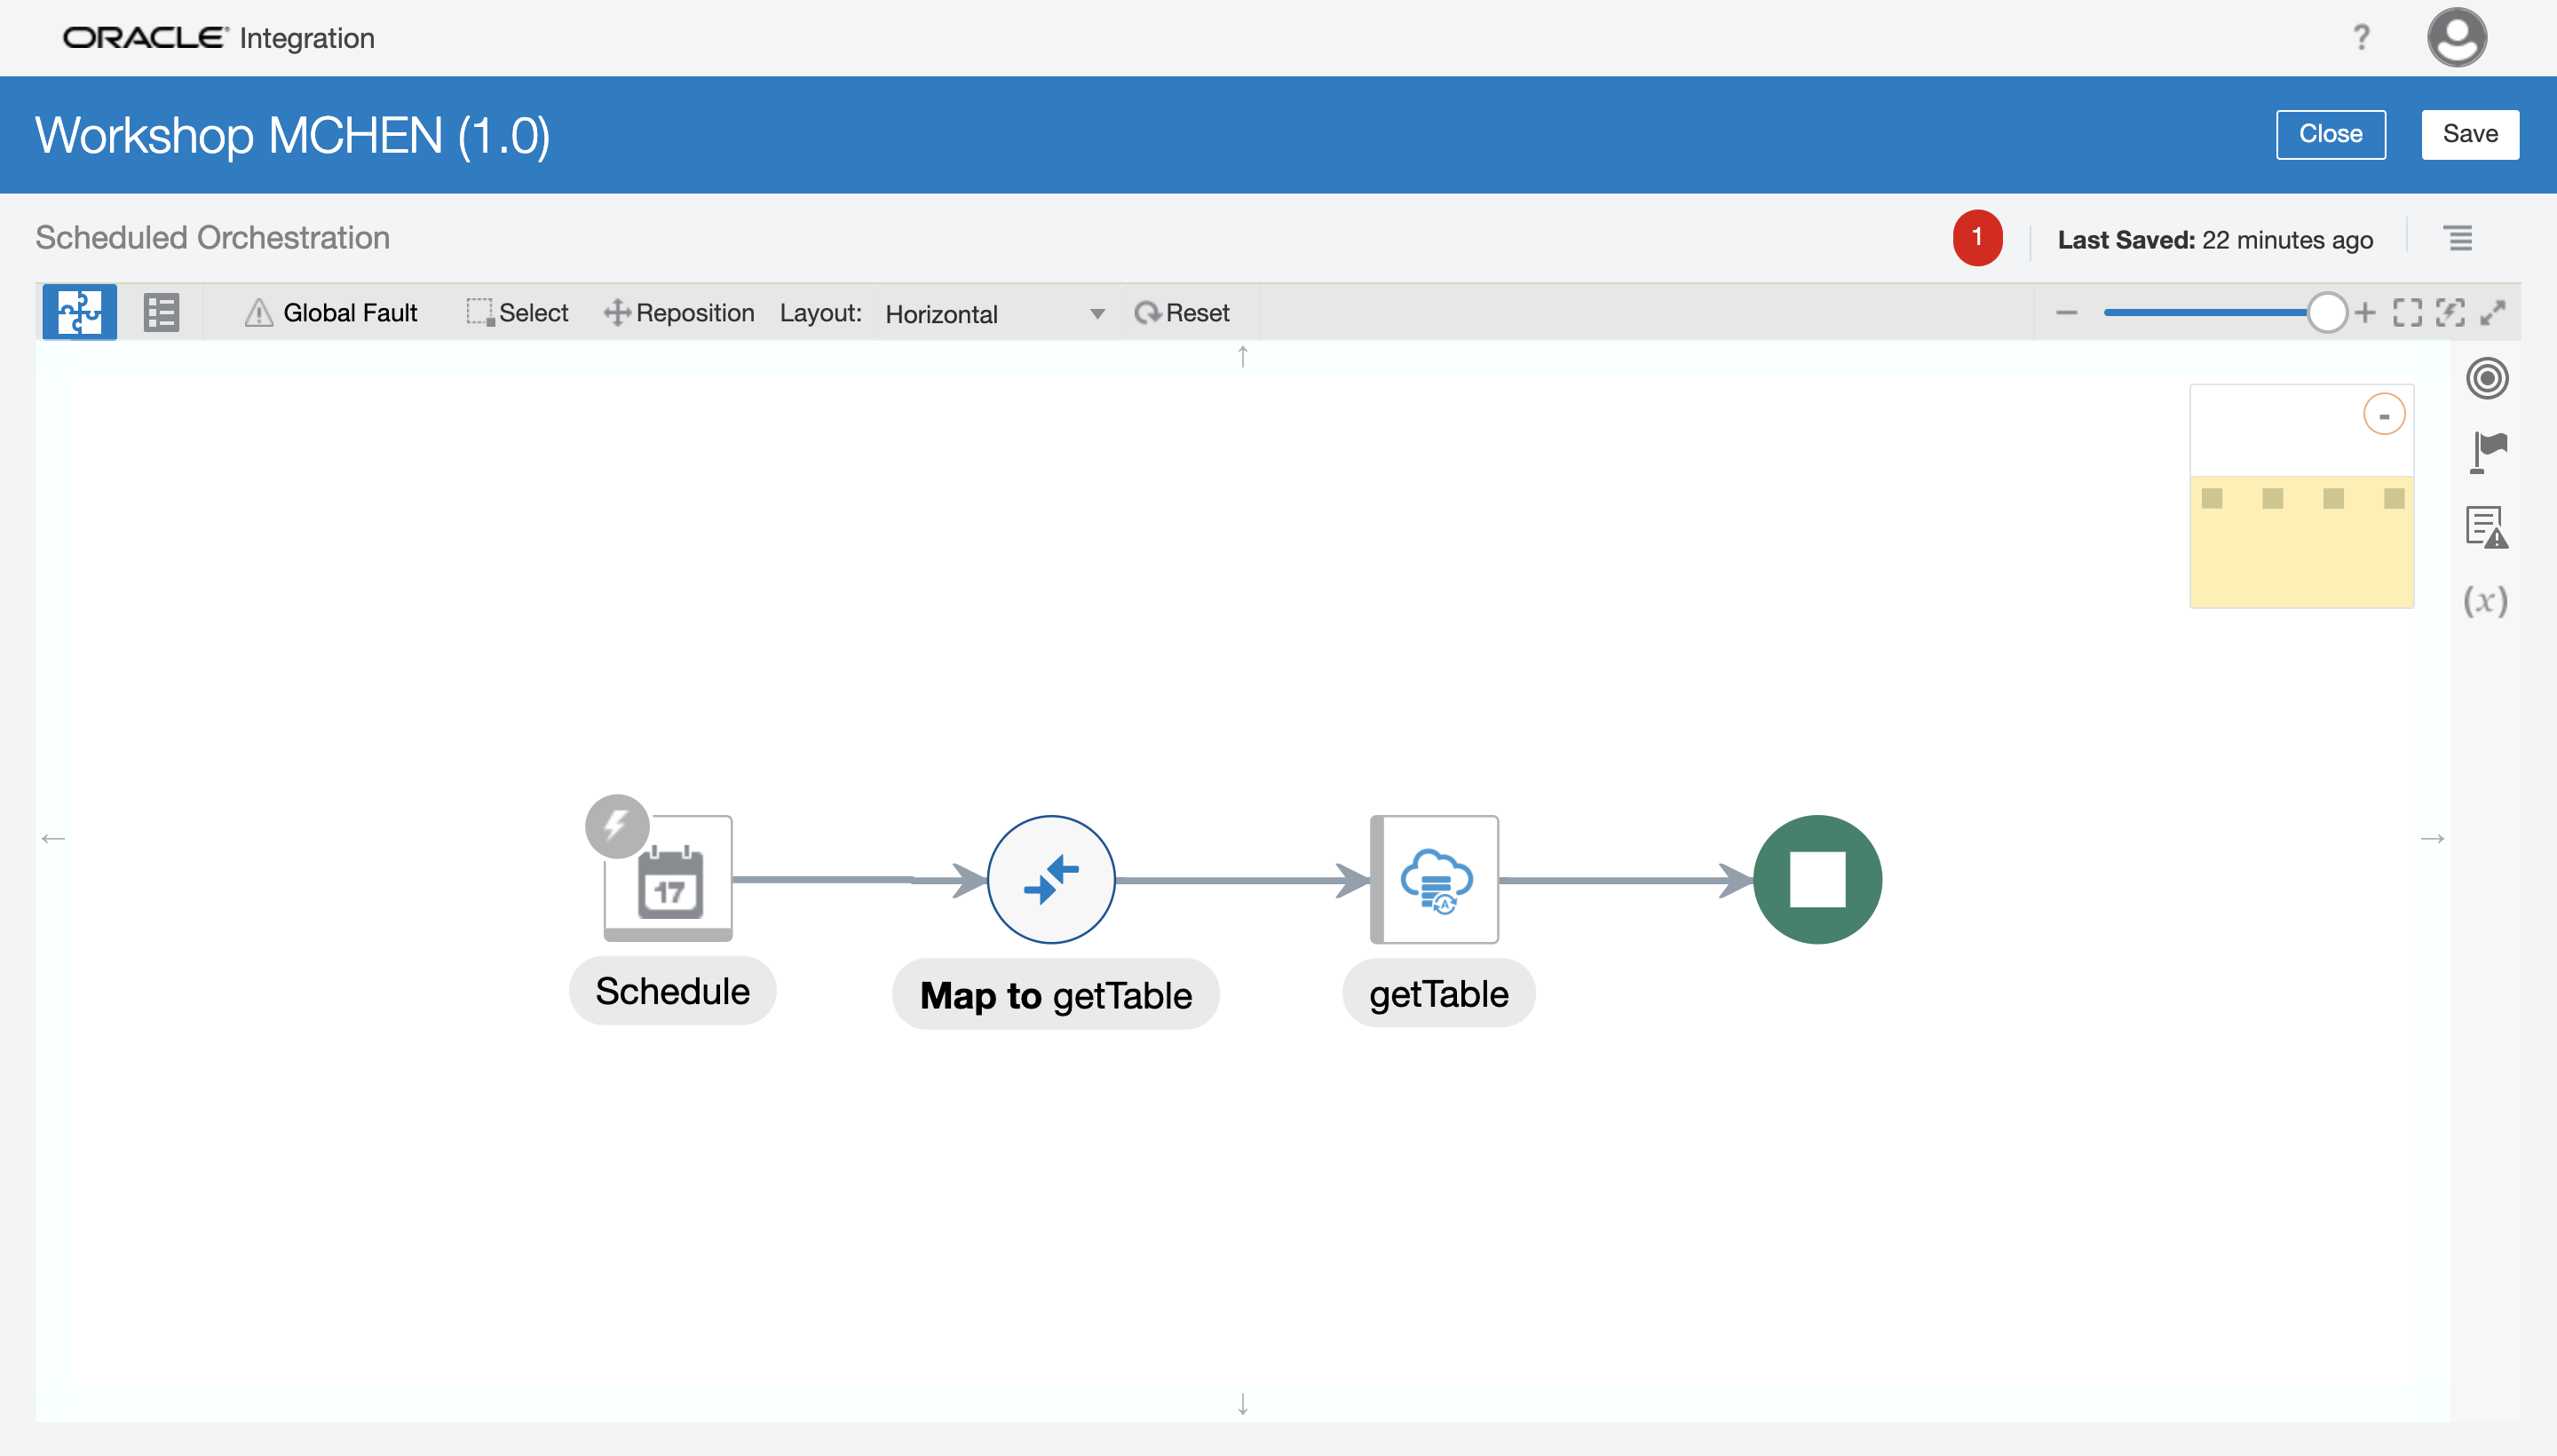 ORACLE Integration
?
Workshop MCHEN (1.0)
Close
Save
Scheduled Orchestration
1
Last Saved: 22 minutes ago
Global Fault
Select
Reposition
Layout:
Horizontal
Reset
(x)
17
A
Schedule
Map to getTable
getTable